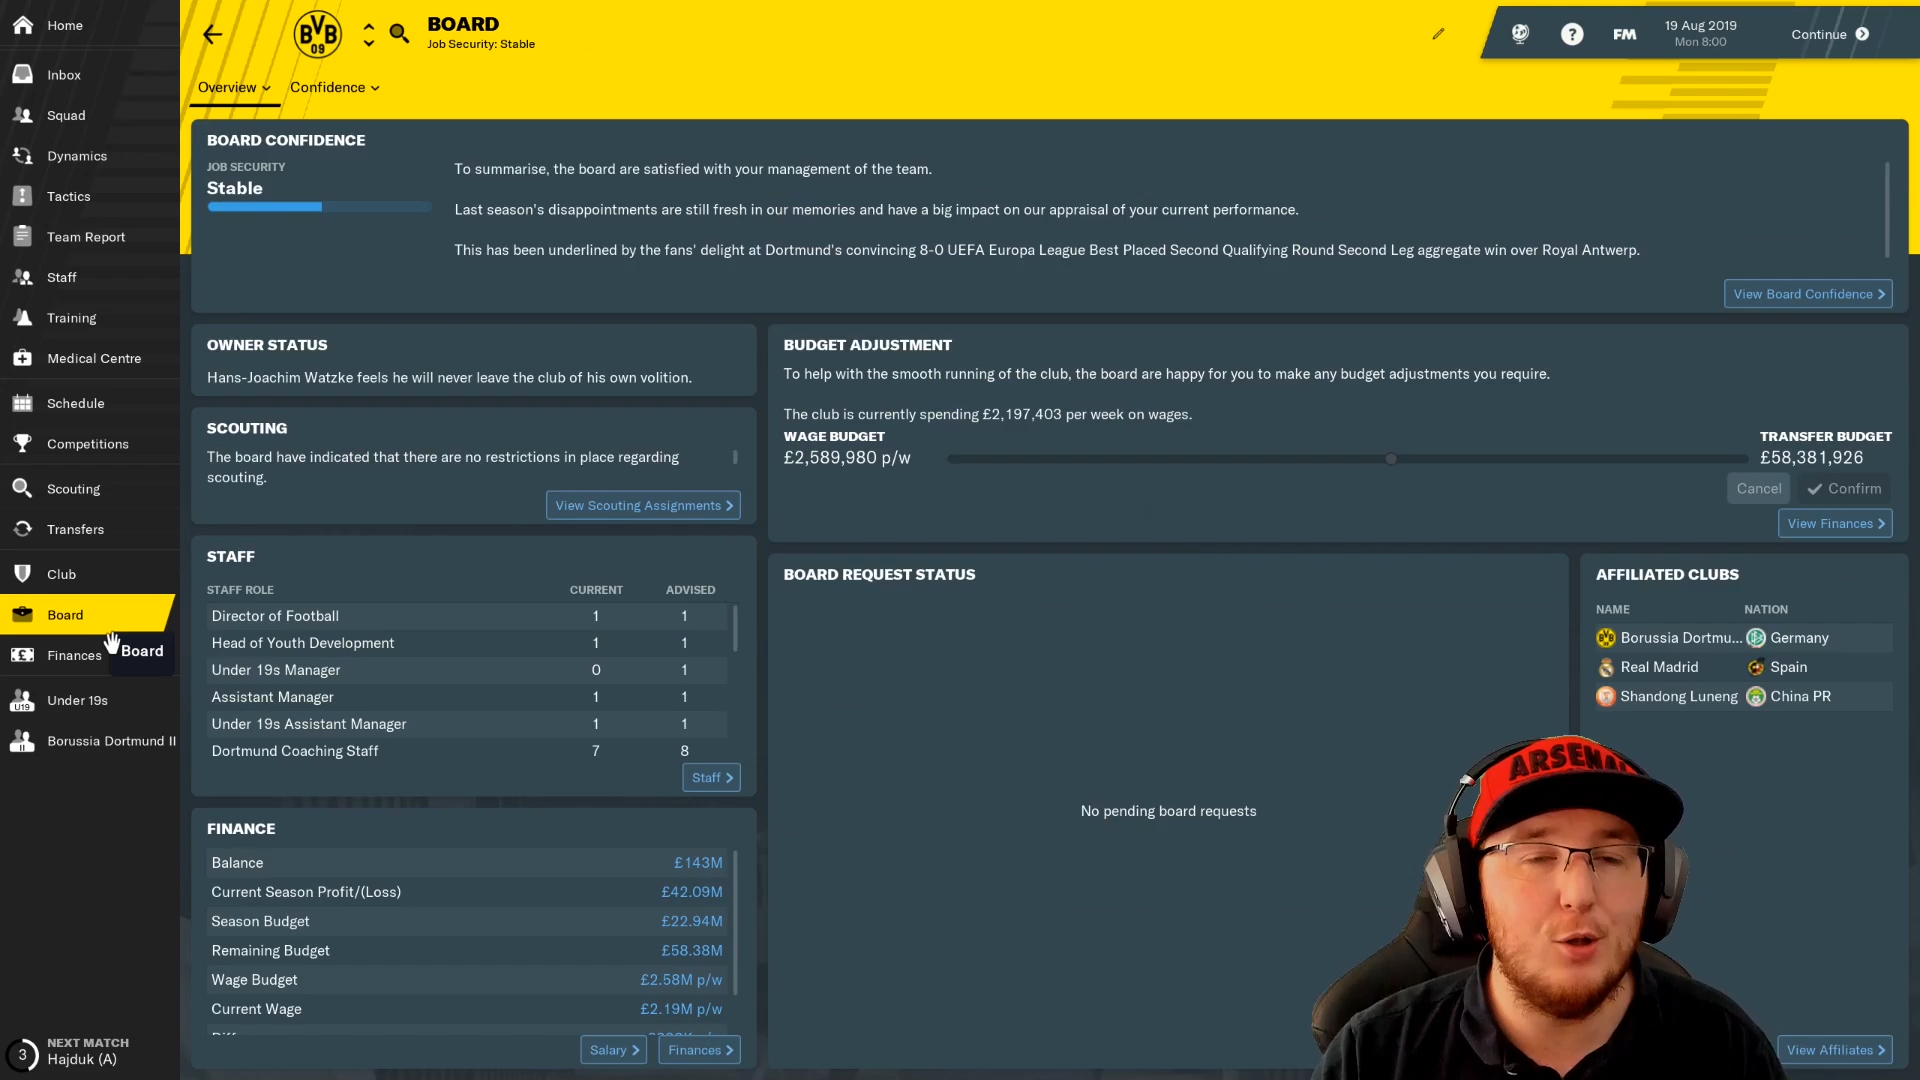 Home
Inbox
Squad
Dynamics
Tactics
Team Report
Staff
Training
Medical Centre
Schedule
Competitions
Scouting
Transfers
Club
Board
Finances
Board
Under 19s
Borussia Dortmund II
NEXT MATCH
3
Hajduk (A)
BVB
09
BOARD
Job Security: Stable
FM
19 Aug 2019
Mon 8:00
Continue
Overview
Confidence
BOARD CONFIDENCE
JOB SECURITY
Stable
To summarise, the board are satisfied with your management of the team.
Last season's disappointments are still fresh in our memories and have a big impact on our appraisal of your current performance.
This has been underlined by the fans' delight at Dortmund's convincing 8-0 UEFA Europa League Best Placed Second Qualifying Round Second Leg aggregate win over Royal Antwerp.
View Board Confidence
OWNER STATUS
Hans-Joachim Watzke feels he will never leave the club of his own volition.
SCOUTING
The board have indicated that there are no restrictions in place regarding
scouting.
View Scouting Assignments
STAFF
STAFF ROLE CURRENT ADVISED
Director of Football 1 1
Head of Youth Development 1 1
Under 19s Manager 0 1
Assistant Manager 1 1
Under 19s Assistant Manager 1 1
Dortmund Coaching Staff 7 8
Staff
FINANCE
Balance £143M
Current Season Profit/(Loss) £42.09M
Season Budget £22.94M
Remaining Budget £58.38M
Wage Budget £2.58M p/w
Current Wage £2.19M p/w
Salary
Finances
BUDGET ADJUSTMENT
To help with the smooth running of the club, the board are happy for you to make any budget adjustments you require.
The club is currently spending £2,197,403 per week on wages.
WAGE BUDGET
£2,589,980 p/w
TRANSFER BUDGET
£58,381,926
Cancel
Confirm
View Finances
BOARD REQUEST STATUS
No pending board requests
AFFILIATED CLUBS
NAME NATION
Borussia Dortmu... Germany
Real Madrid Spain
Shandong Luneng China PR
View Affiliates
ARSENAL